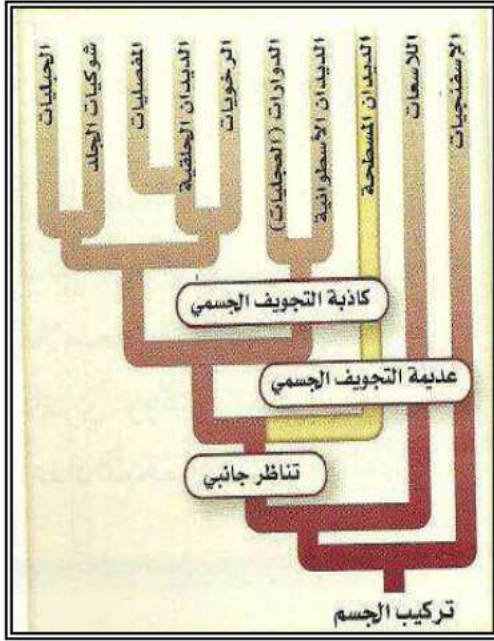 الإسفنجيات
اللاسعات
الديدان المسطحة
الديدان الأسطوانية
الدوارات (العجليات)
الرخويات
الديدان الحلقية
المفصليات
شوكيات الجلد
الحبليات
كاذبة التجويف الجسمي
عديمة التجويف الجسمي
تناظر جانبي
تركيب الجسم